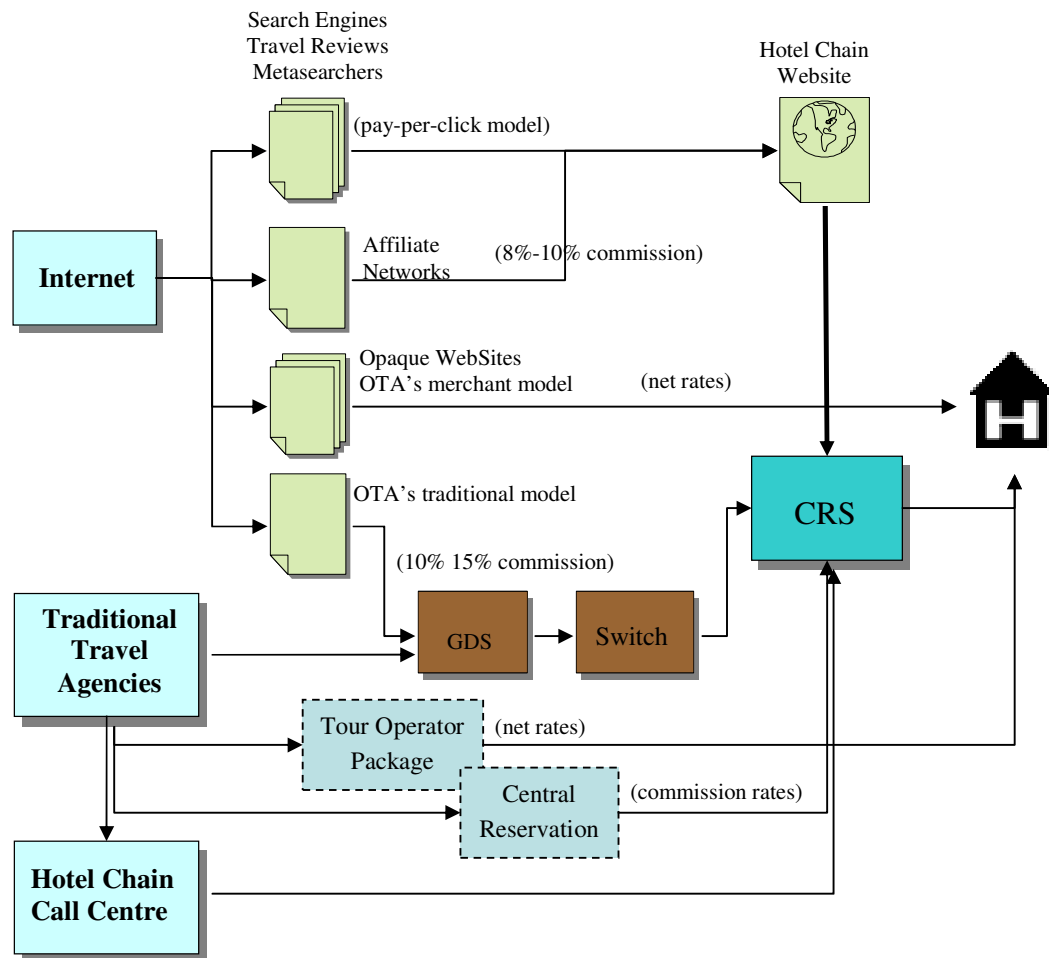 Search Engines
Travel Reviews
Metasearchers
Hotel Chain
Website
(pay-per-click model)
Internet
Affiliate
Networks
(8%-10% commission)
Opaque WebSites
OTA's merchant model
(net rates)
H
OTA's traditional model
CRS
(10% 15% commission)
Traditional
Travel
Agencies
GDS
Switch
Tour Operator
Package
(net rates)
Central
Reservation
(commission rates)
Hotel Chain
Call Centre